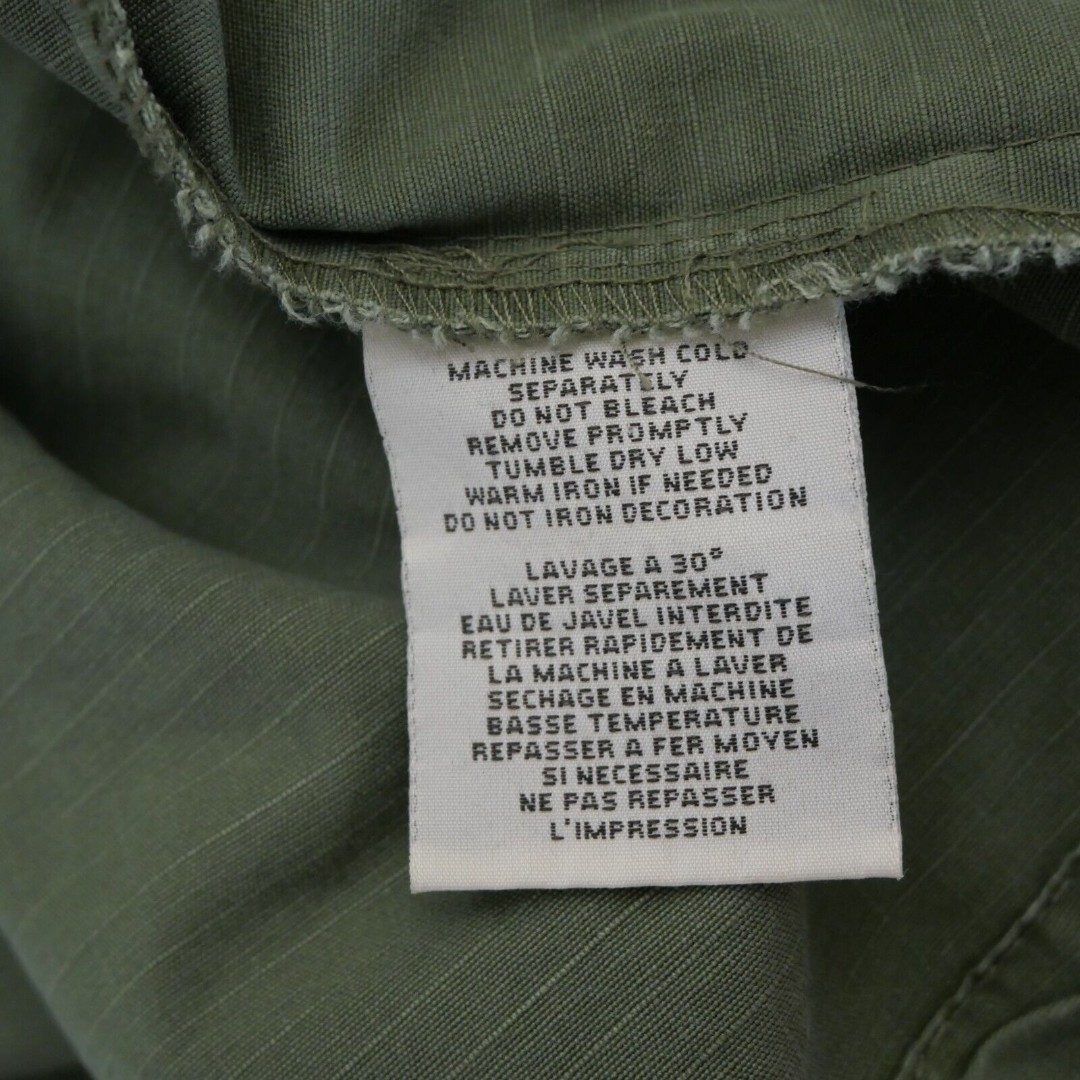 MACHINE WASH COLD
SEPARATELY
DO NOT BLEACH
REMOVE PROMPTLY
TUMBLE DRY LOW
WARM IRON IF NEEDED
DO NOT IRON DECORATION
LAVAGE A 30°
LAVER SEPAREMENT
EAU DE JAVEL INTERDITE
RETIRER RAPIDEMENT DE
LA MACHINE A LAVER
SECHAGE EN MACHINE
BASSE TEMPERATURE
REPASSER A FER MOYEN
SI NECESSAIRE
NE PAS REPASSER
L'IMPRESSION